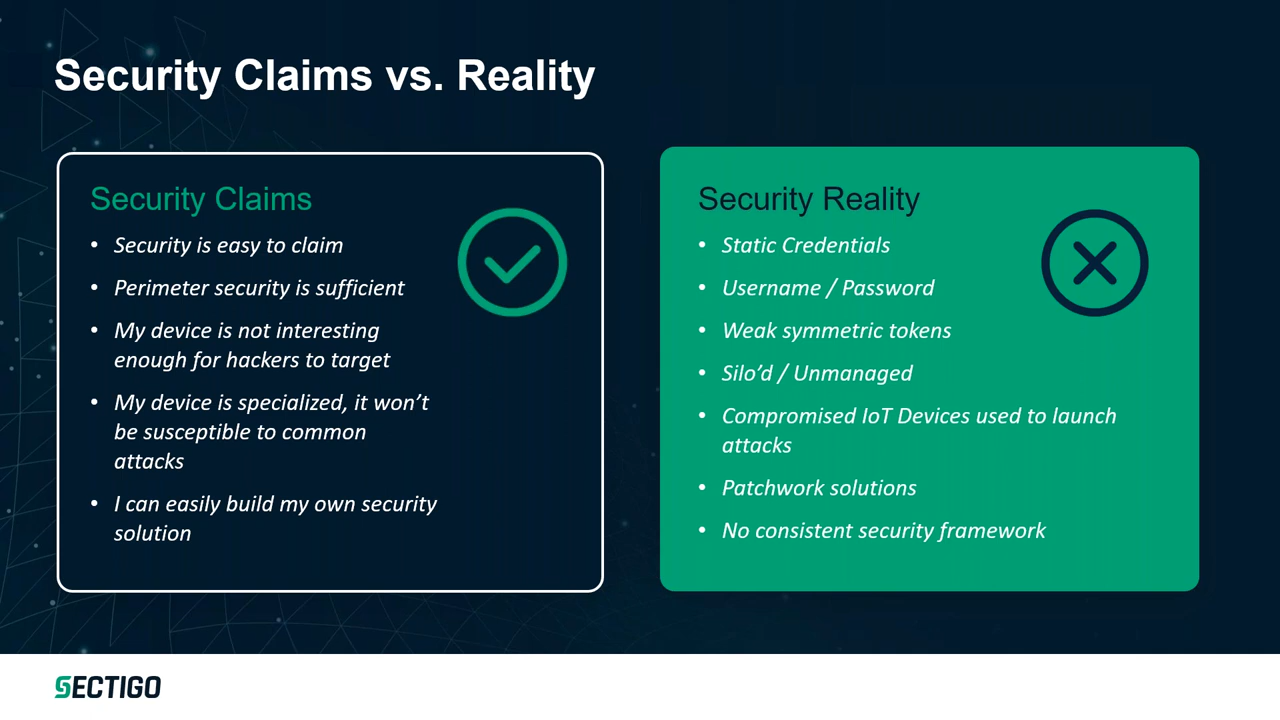 Security Claims vs. Reality
Security Claims
• Security is easy to claim
• Perimeter security is sufficient
• My device is not interesting
enough for hackers to target
• My device is specialized, it won’t
be susceptible to common
attacks
• I can easily build my own security
solution
Security Reality
• Static Credentials
• Username / Password
• Weak symmetric tokens
• Silo’d / Unmanaged
• Compromised IoT Devices used to launch
attacks
• Patchwork solutions
• No consistent security framework
SECTIGO